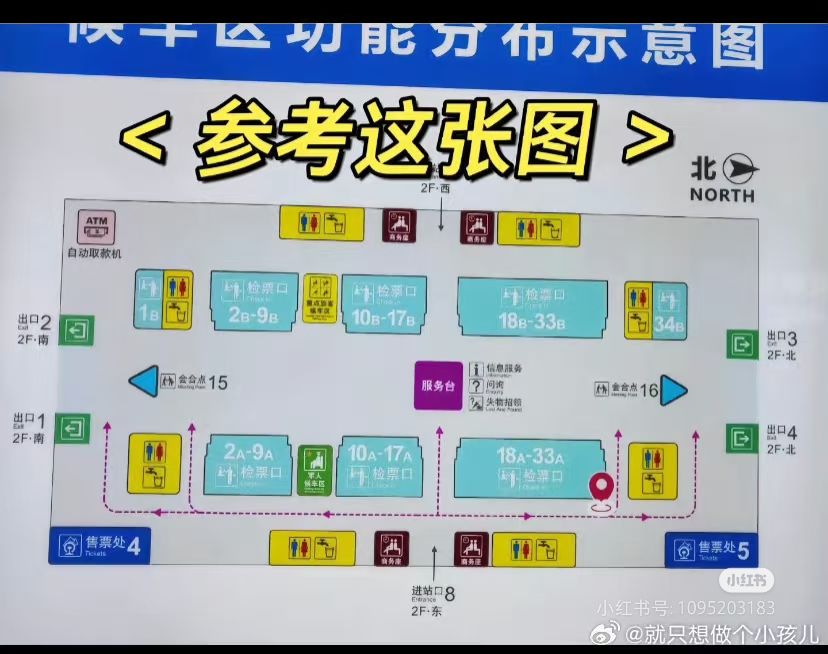 候车区功能分布示意图
< 参考这张图 >
北
NORTH
2F·西
ATM
自动取款机
商务座
商务座
出口2
Exit
2F·南
1B
检票口
2B-9B
重点旅客
候车区
检票口
10B-17B
检票口
18B-33B
34B
出口3
Exit
2F·北
会合点 15
Meeting Point
服务台
信息服务
Information
问询
Enquiry
失物招领
Lost And Found
会合点 16
Meeting Point
出口1
Exit
2F·南
2A-9A
检票口
军人
候车区
10A-17A
检票口
18A-33A
检票口
出口4
Exit
2F·北
售票处4
Tickets
商务座
商务座
售票处5
Tickets
进站口8
Entrance
2F·东
小红书
小红书号: 1095203183
@就只想做个小孩儿